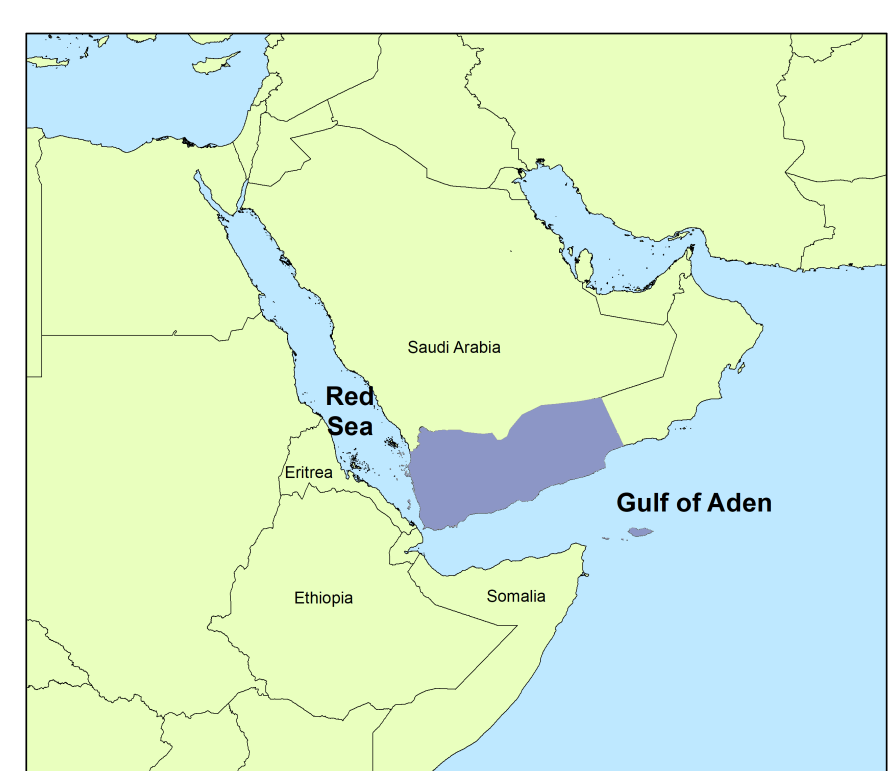 Saudi Arabia
Red
Sea
Eritrea
Gulf of Aden
Ethiopia
Somalia